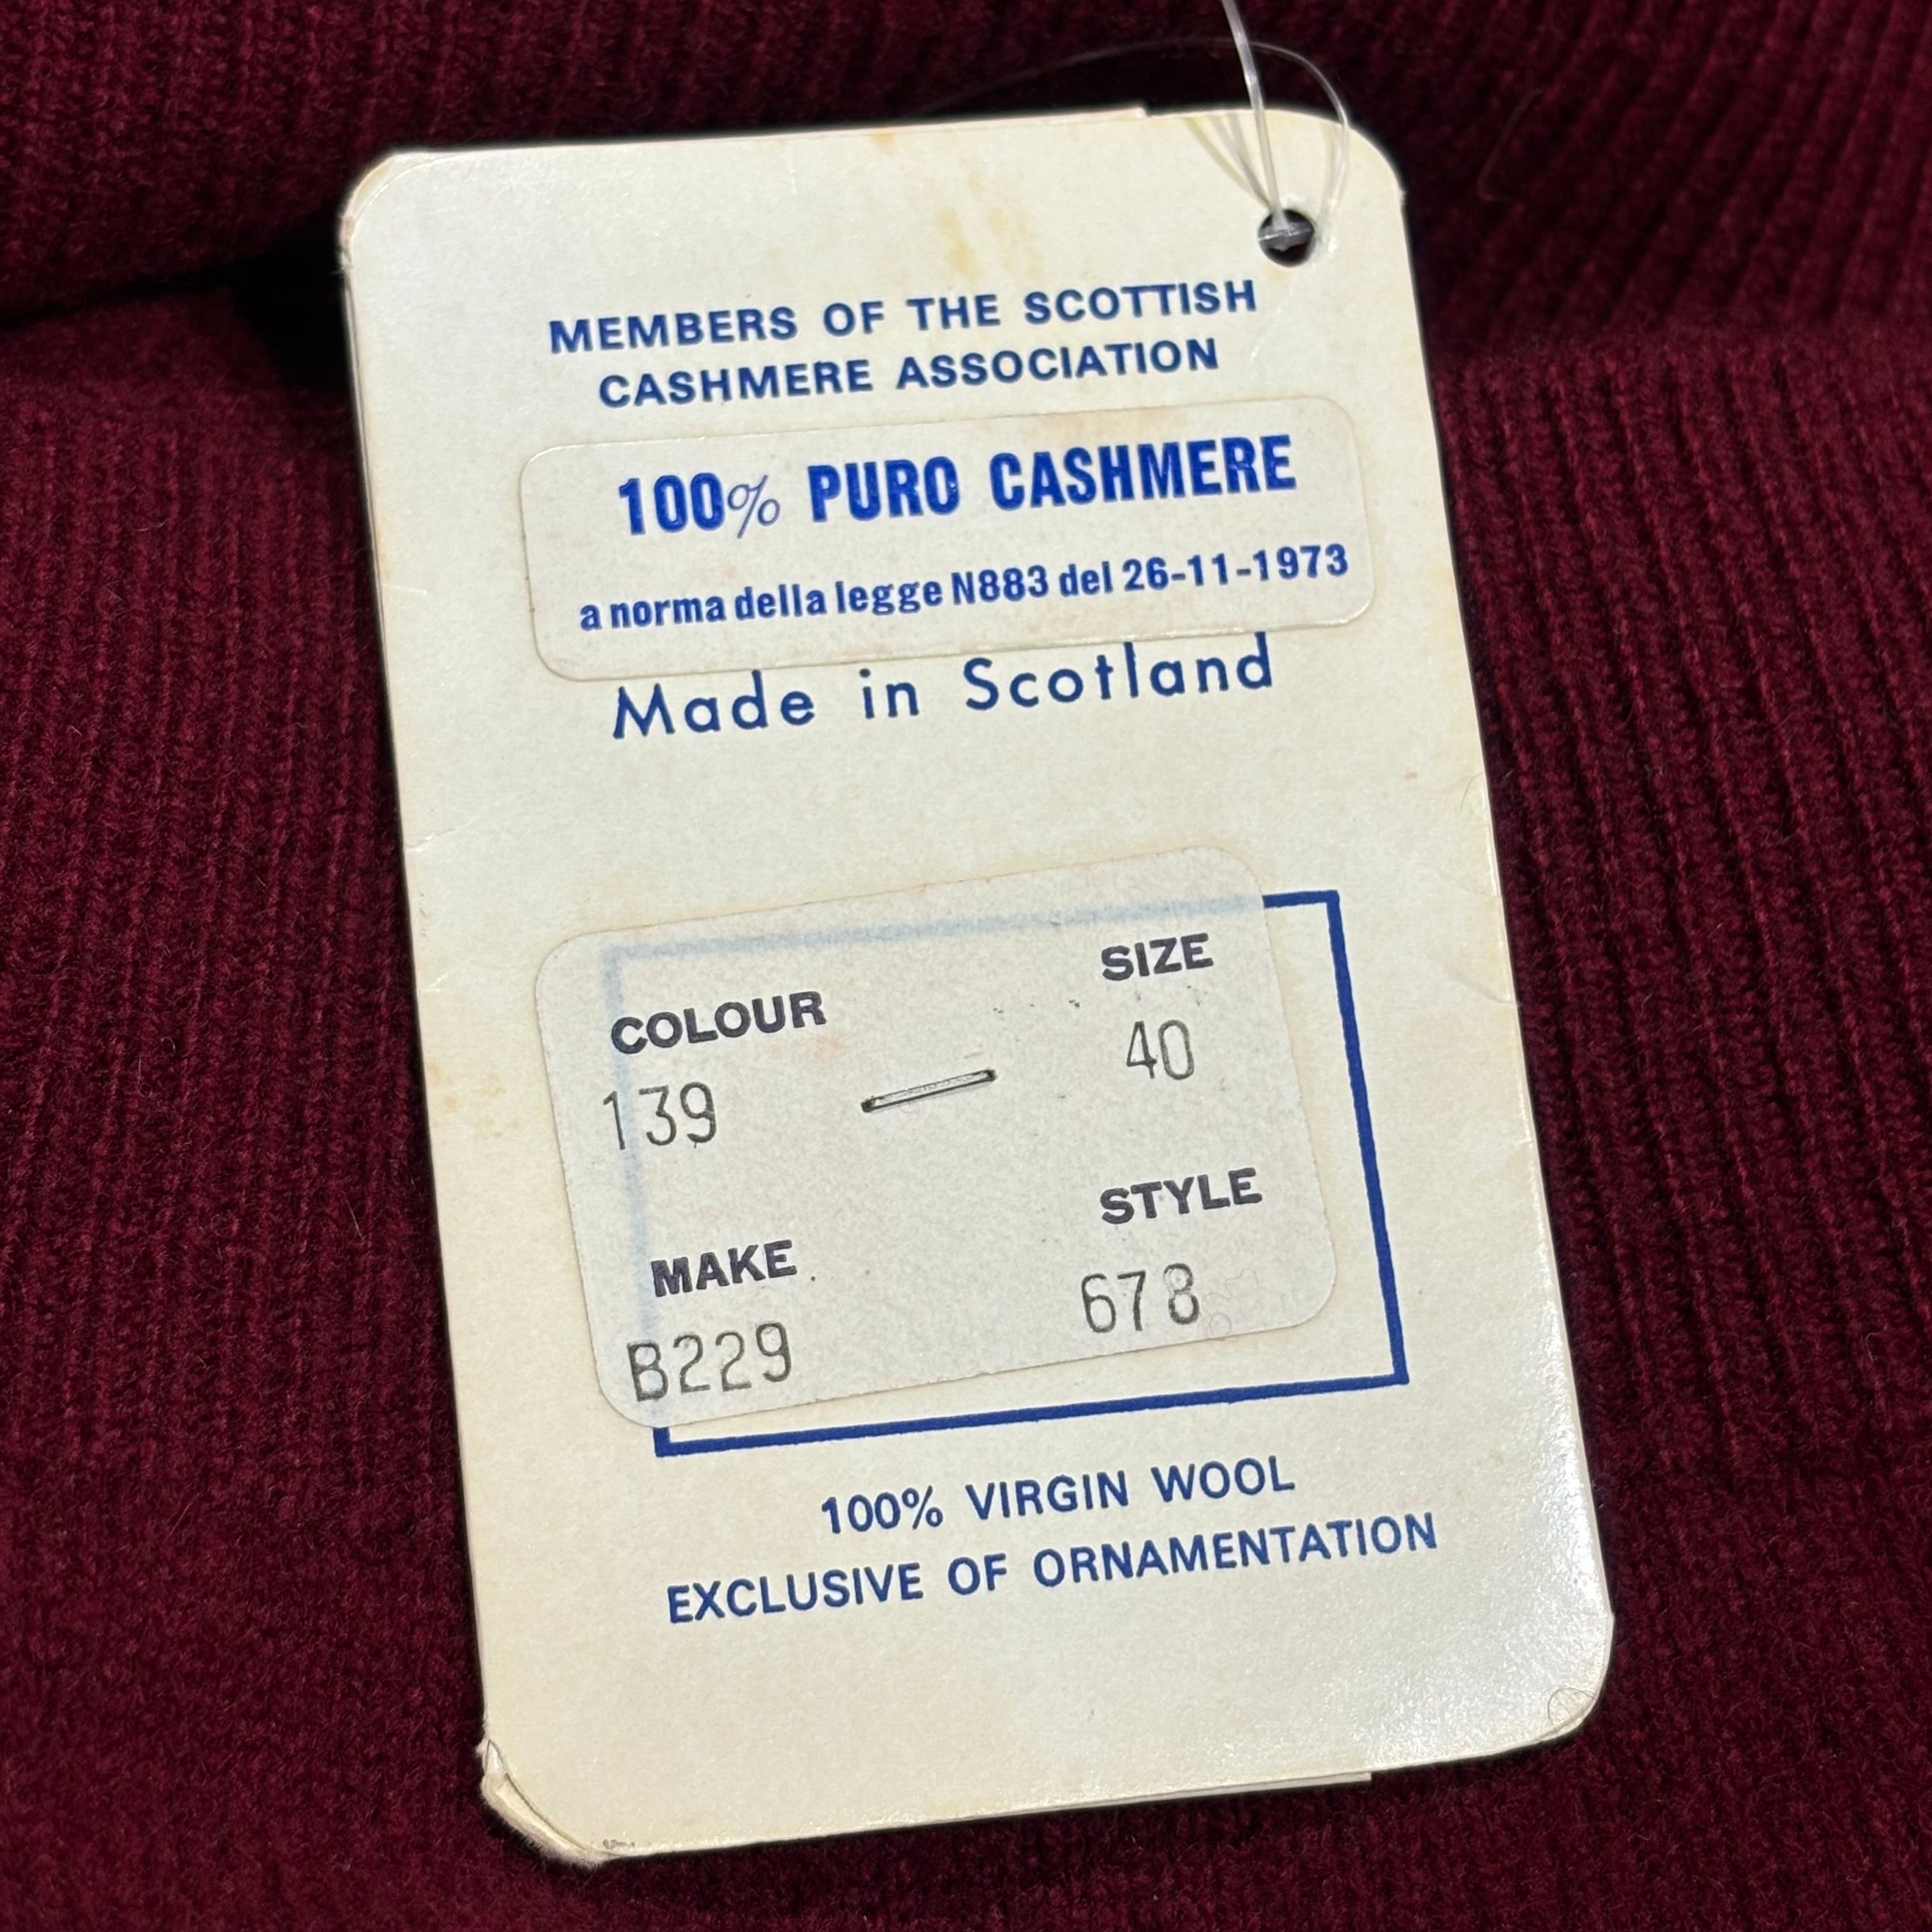 MEMBERS OF THE SCOTTISH
CASHMERE ASSOCIATION
100% PURO CASHMERE
a norma della legge N883 del 26-11-1973
Made in Scotland
COLOUR SIZE
139 40
MAKE STYLE
B229 678
100% VIRGIN WOOL
EXCLUSIVE OF ORNAMENTATION